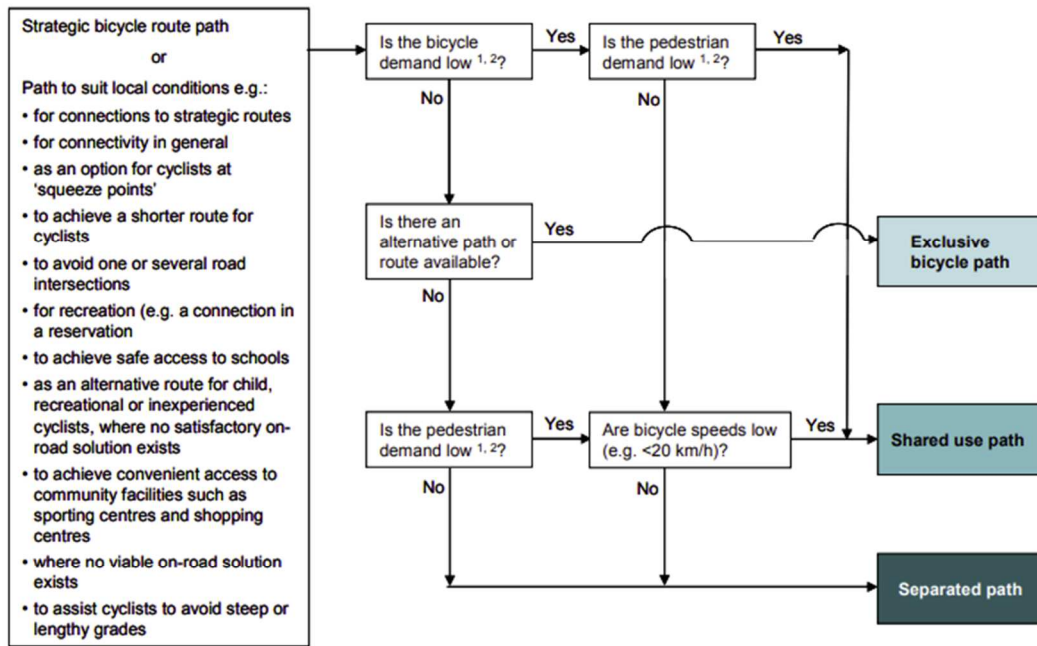 Strategic bicycle route path
or
Path to suit local conditions e.g.:
• for connections to strategic routes
• for connectivity in general
• as an option for cyclists at
‘squeeze points’
• to achieve a shorter route for
cyclists
• to avoid one or several road
intersections
• for recreation (e.g. a connection in
a reservation
• to achieve safe access to schools
• as an alternative route for child,
recreational or inexperienced
cyclists, where no satisfactory on-
road solution exists
• to achieve convenient access to
community facilities such as
sporting centres and shopping
centres
• where no viable on-road solution
exists
• to assist cyclists to avoid steep or
lengthy grades
Is the bicycle
demand low 1, 2?
Yes
No
Is the pedestrian
demand low 1, 2?
Yes
No
Is there an
alternative path or
route available?
Yes
No
Exclusive
bicycle path
Is the pedestrian
demand low 1, 2?
Yes
No
Are bicycle speeds low
(e.g. <20 km/h)?
Yes
No
Shared use path
Separated path